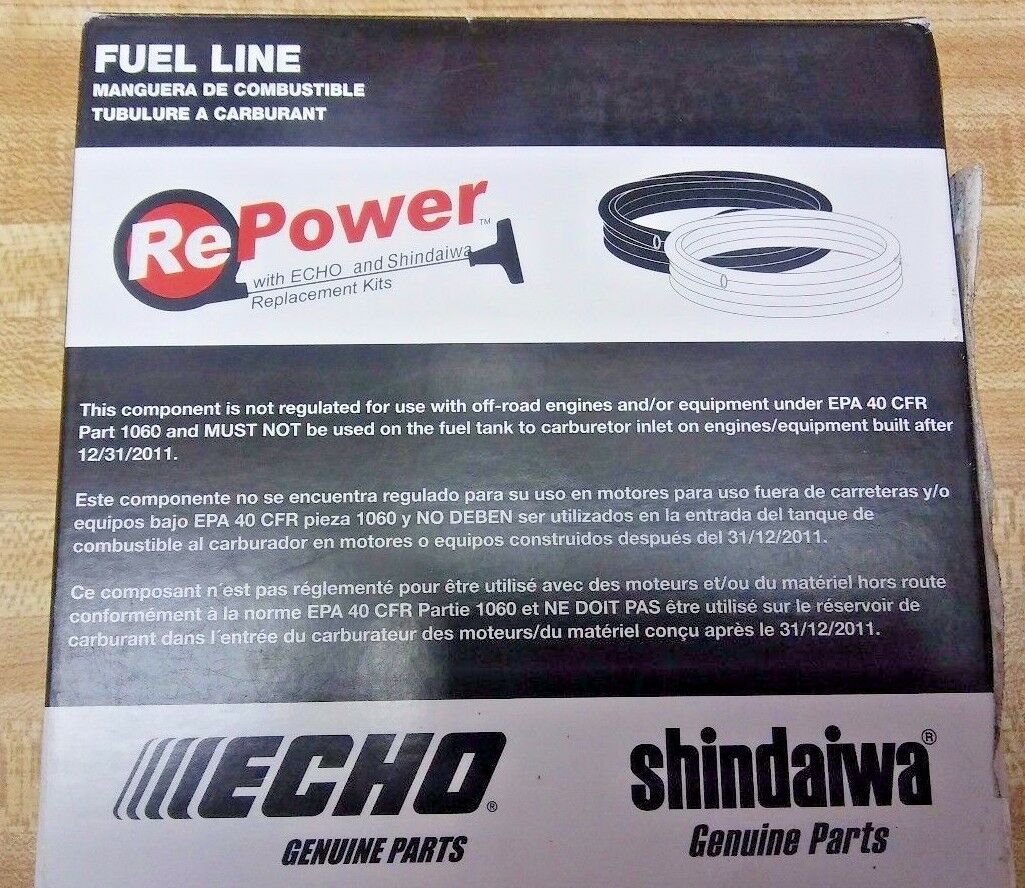 FUEL LINE
MANGUERA DE COMBUSTIBLE
TUBULURE A CARBURANT
RePower™
with ECHO and Shindaiwa
Replacement Kits
This component is not regulated for use with off-road engines and/or equipment under EPA 40 CFR
Part 1060 and MUST NOT be used on the fuel tank to carburetor inlet on engines/equipment built after
12/31/2011.
Este componente no se encuentra regulado para su uso en motores para uso fuera de carreteras y/o
equipos bajo EPA 40 CFR pieza 1060 y NO DEBEN ser utilizados en la entrada del tanque de
combustible al carburador en motores o equipos construidos después del 31/12/2011.
Ce composant n´est pas réglementé pour être utilisé avec des moteurs et/ou du matériel hors route
conformément à la norme EPA 40 CFR Partie 1060 et NE DOIT PAS être utilisé sur le réservoir de
carburant dans l´entrée du carburateur des moteurs/du matériel conçu après le 31/12/2011.
ECHO®
GENUINE PARTS
shindaiwa®
Genuine Parts